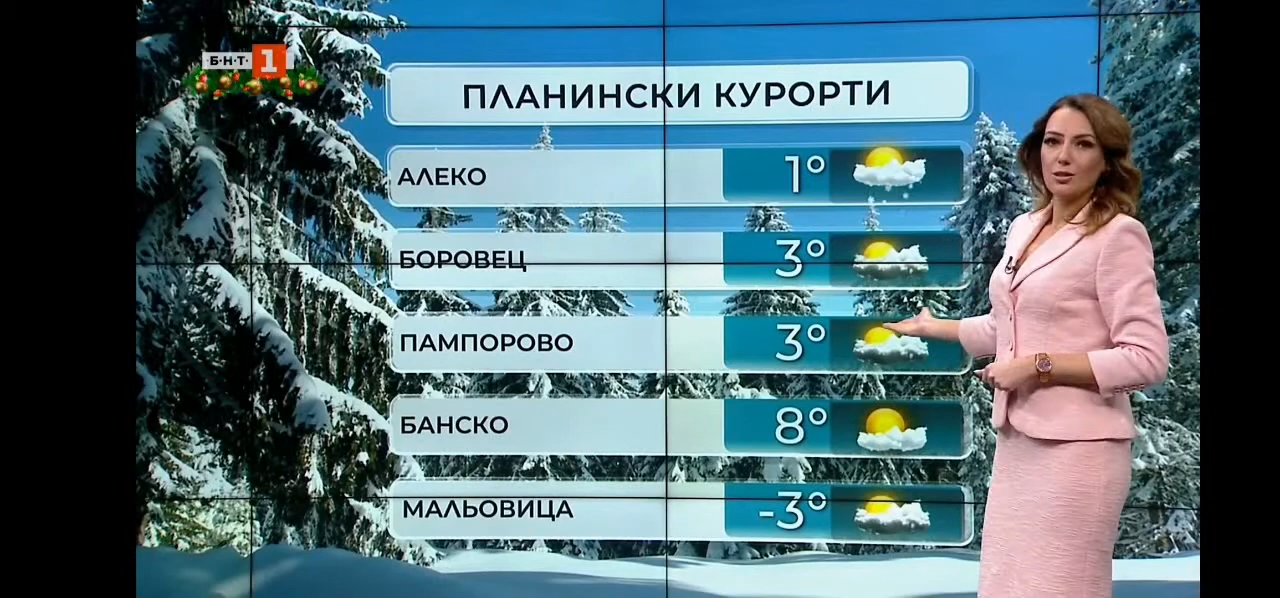 БНТ 1
ПЛАНИНСКИ КУРОРТИ
АЛЕКО 1°
БОРОВЕЦ 3°
ПАМПОРОВО 3°
БАНСКО 8°
МАЛЬОВИЦА -3°